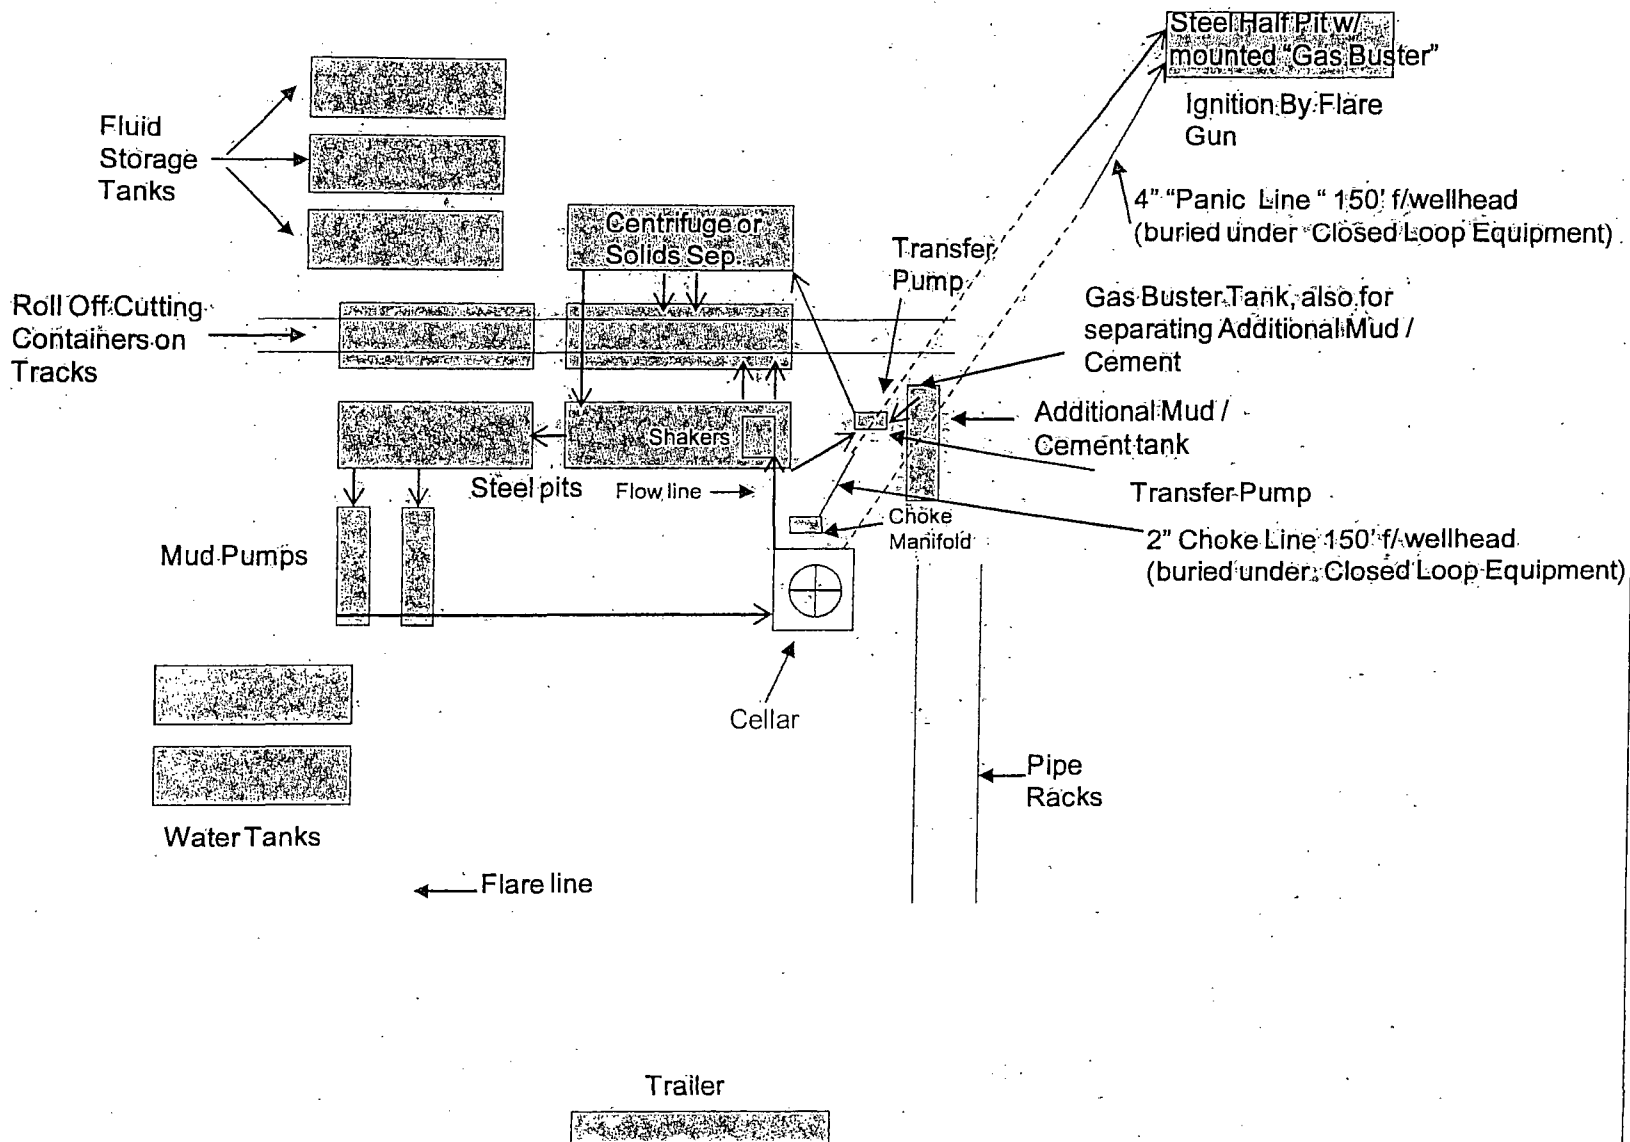 Steel Half Pit w/
mounted "Gas Buster"
Ignition By Flare
Gun
Fluid
Storage
Tanks
4" "Panic Line " 150' f/wellhead
(buried under Closed Loop Equipment)
Centrifuge or
Solids Sep.
Transfer
Pump
Roll Off Cutting
Containers on
Tracks
Gas Buster Tank, also for
separating Additional Mud /
Cement
Additional Mud /
Cement tank
Shakers
Steel pits
Flow line
Transfer Pump
Choke
Manifold
2" Choke Line 150' f/ wellhead
(buried under Closed Loop Equipment)
Mud Pumps
Cellar
Pipe
Racks
Water Tanks
Flare line
Trailer